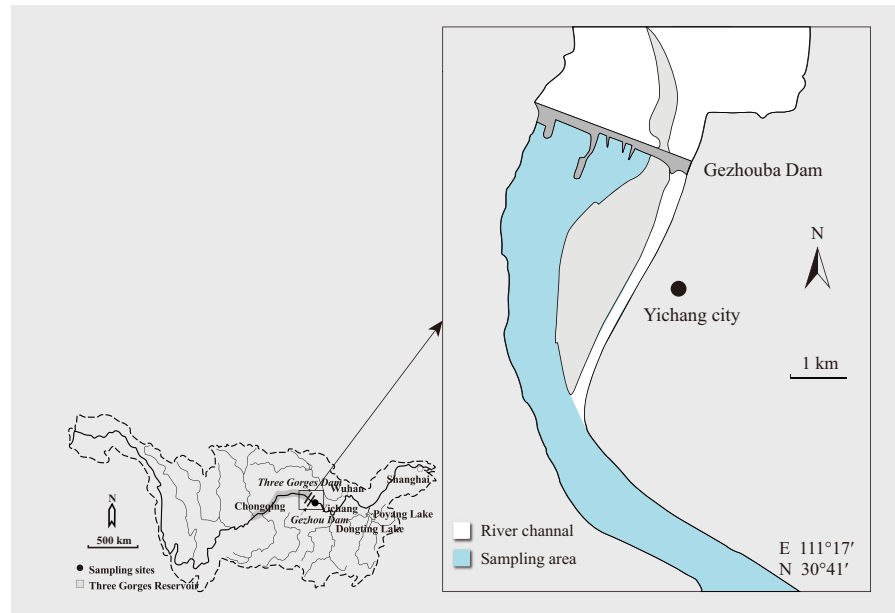 Gezhouba Dam
N
Yichang city
1 km
River channal
Sampling area
E 111°17′
N 30°41′
Three Gorges Dam
Wuhan
Shanghai
Chongqing
Yichang
Poyang Lake
Gezhou Dam
Dongting Lake
N
500 km
Sampling sites
Three Gorges Reservoir